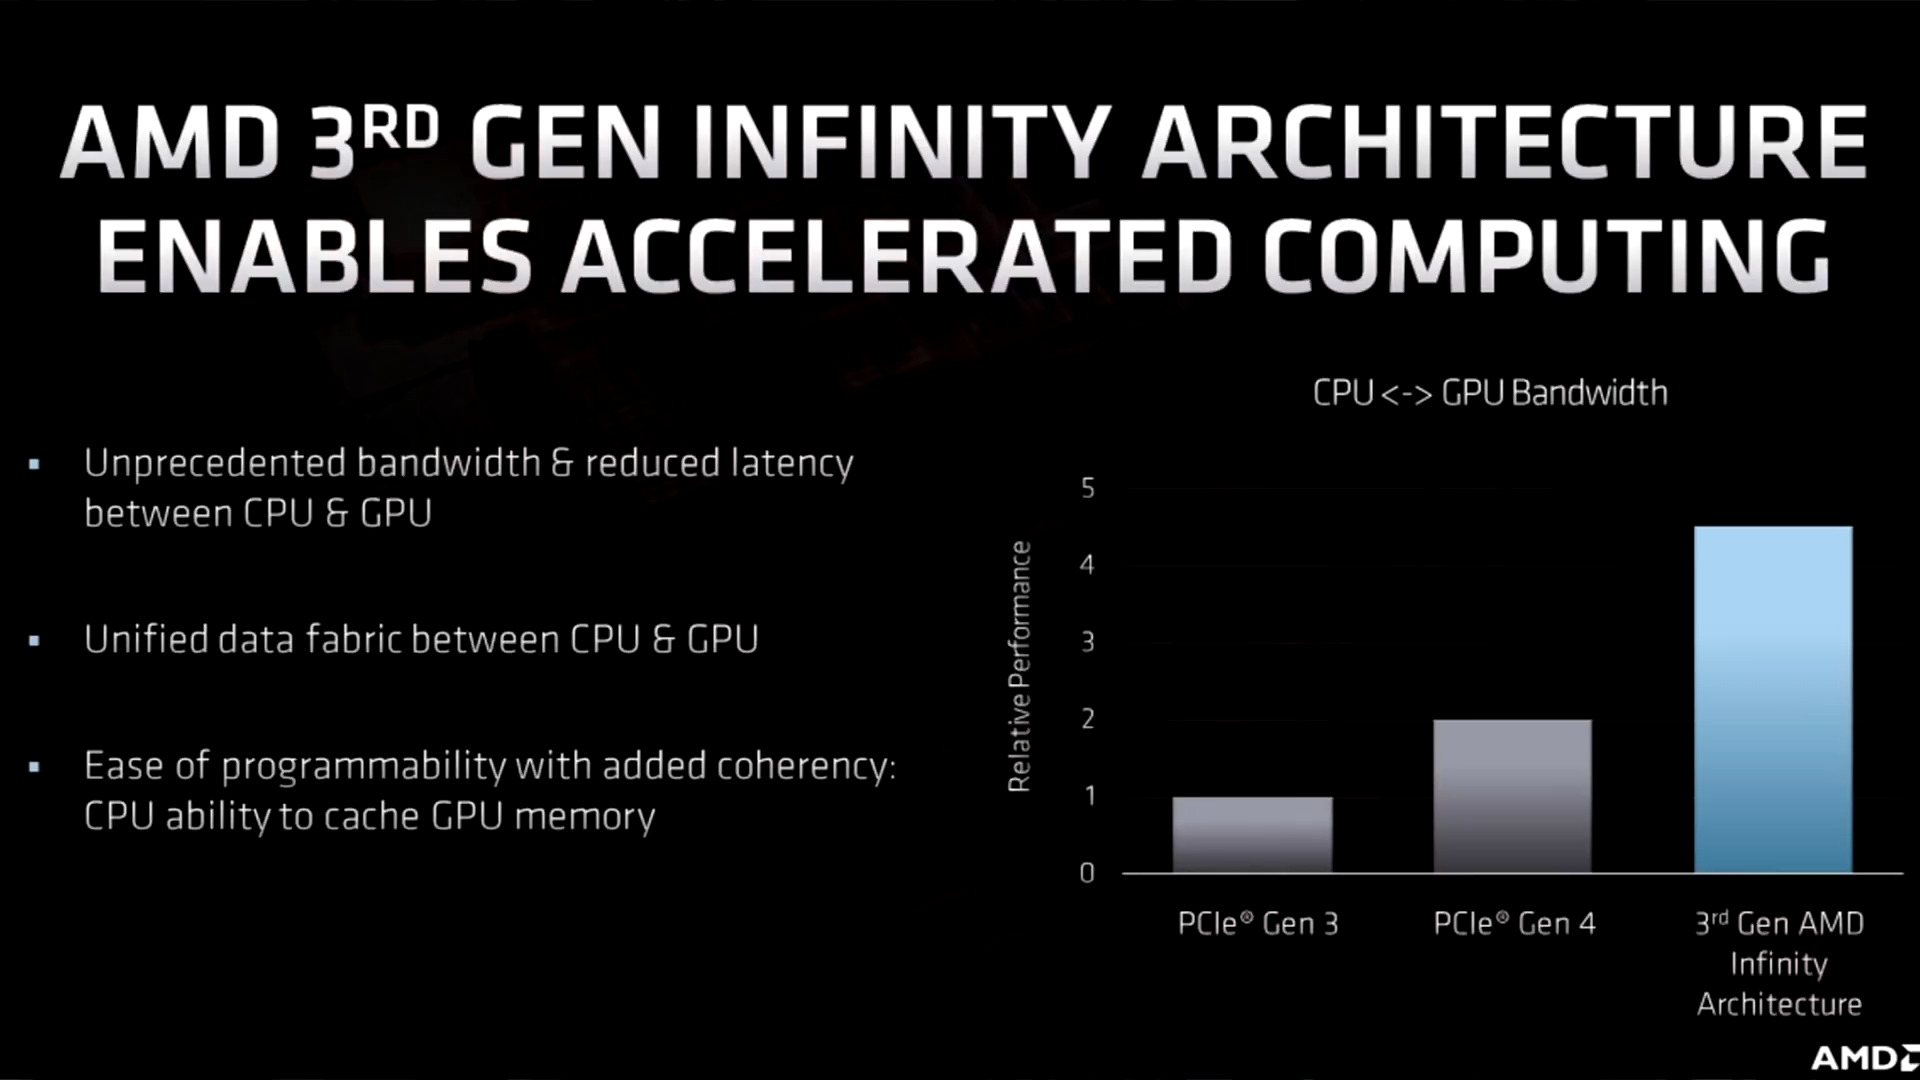 AMD 3RD GEN INFINITY ARCHITECTURE
ENABLES ACCELERATED COMPUTING
▪ Unprecedented bandwidth & reduced latency
between CPU & GPU
▪ Unified data fabric between CPU & GPU
▪ Ease of programmability with added coherency:
CPU ability to cache GPU memory
CPU <-> GPU Bandwidth
Relative Performance
5
4
3
2
1
0
PCIe® Gen 3
PCIe® Gen 4
3rd Gen AMD
Infinity
Architecture
AMD